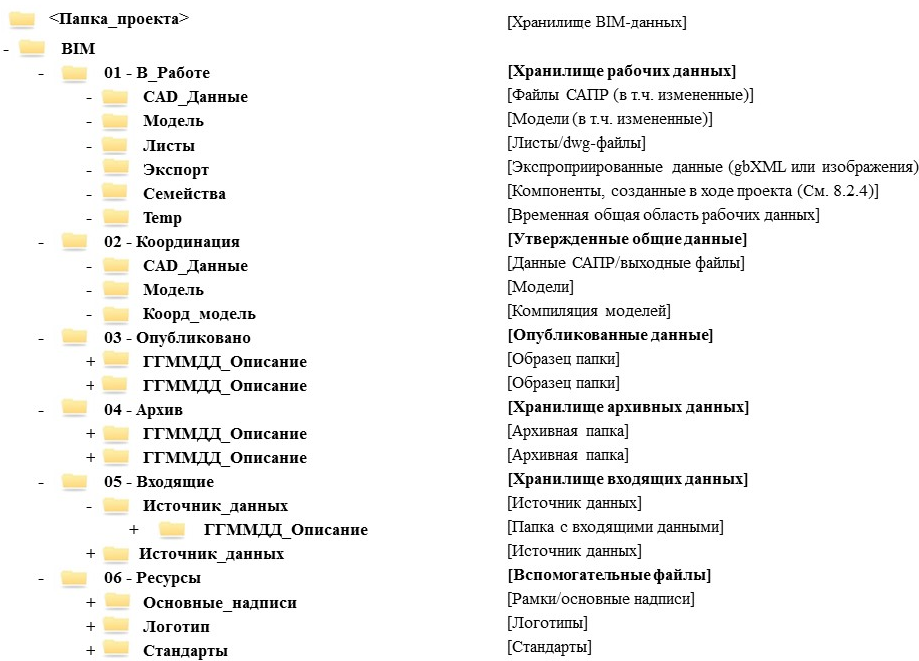 <Папка_проекта> [Хранилище BIM-данных]
- BIM
- 01 - В_Работе [Хранилище рабочих данных]
- CAD_Данные [Файлы САПР (в т.ч. измененные)]
- Модель [Модели (в т.ч. измененные)]
- Листы [Листы/dwg-файлы]
- Экспорт [Экспроприированные данные (gbXML или изображения)
- Семейства [Компоненты, созданные в ходе проекта (См. 8.2.4)]
- Temp [Временная общая область рабочих данных]
- 02 - Координация [Утвержденные общие данные]
- CAD_Данные [Данные САПР/выходные файлы]
- Модель [Модели]
- Коорд_модель [Компиляция моделей]
- 03 - Опубликовано [Опубликованные данные]
+ ГГММДД_Описание [Образец папки]
+ ГГММДД_Описание [Образец папки]
- 04 - Архив [Хранилище архивных данных]
+ ГГММДД_Описание [Архивная папка]
+ ГГММДД_Описание [Архивная папка]
- 05 - Входящие [Хранилище входящих данных]
- Источник_данных [Источник данных]
+ ГГММДД_Описание [Папка с входящими данными]
+ Источник_данных [Источник данных]
- 06 - Ресурсы [Вспомогательные файлы]
+ Основные_надписи [Рамки/основные надписи]
+ Логотип [Логотипы]
+ Стандарты [Стандарты]